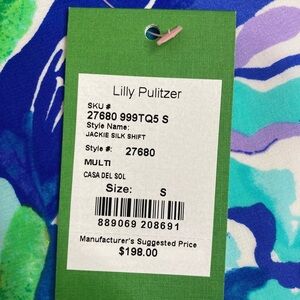 Lilly Pulitzer
SKU #
27680 999TQ5 S
Style Name:
JACKIE SILK SHIFT
Style #: 27680
MULTI
CASA DEL SOL
Size: S
889069 208691
Manufacturer's Suggested Price
$198.00